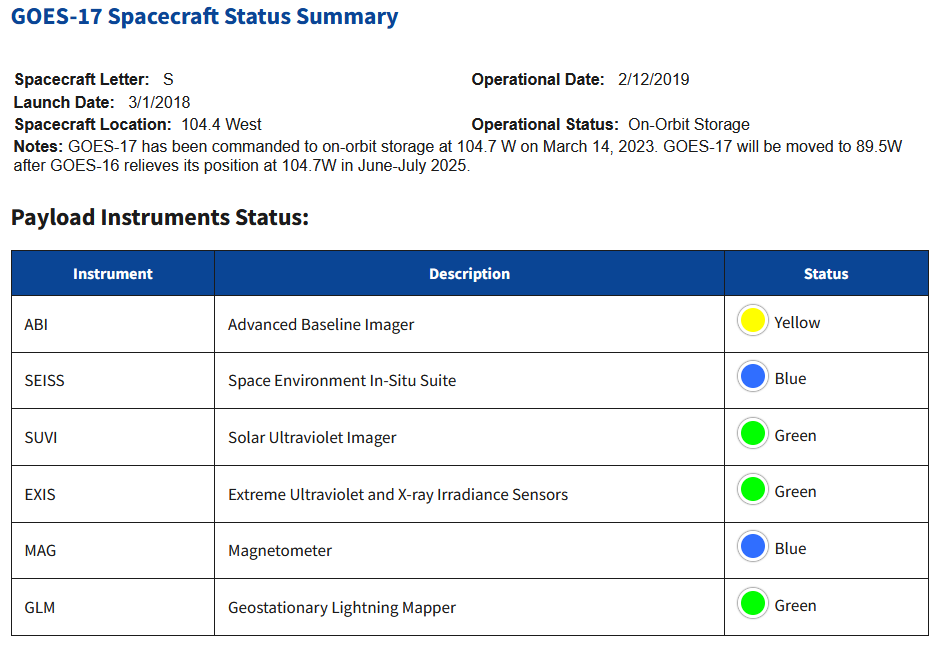 GOES-17 Spacecraft Status Summary
Spacecraft Letter: S Operational Date: 2/12/2019
Launch Date: 3/1/2018
Spacecraft Location: 104.4 West Operational Status: On-Orbit Storage
Notes: GOES-17 has been commanded to on-orbit storage at 104.7 W on March 14, 2023. GOES-17 will be moved to 89.5W
after GOES-16 relieves its position at 104.7W in June-July 2025.
Payload Instruments Status:
Instrument Description Status
ABI Advanced Baseline Imager Yellow
SEISS Space Environment In-Situ Suite Blue
SUVI Solar Ultraviolet Imager Green
EXIS Extreme Ultraviolet and X-ray Irradiance Sensors Green
MAG Magnetometer Blue
GLM Geostationary Lightning Mapper Green